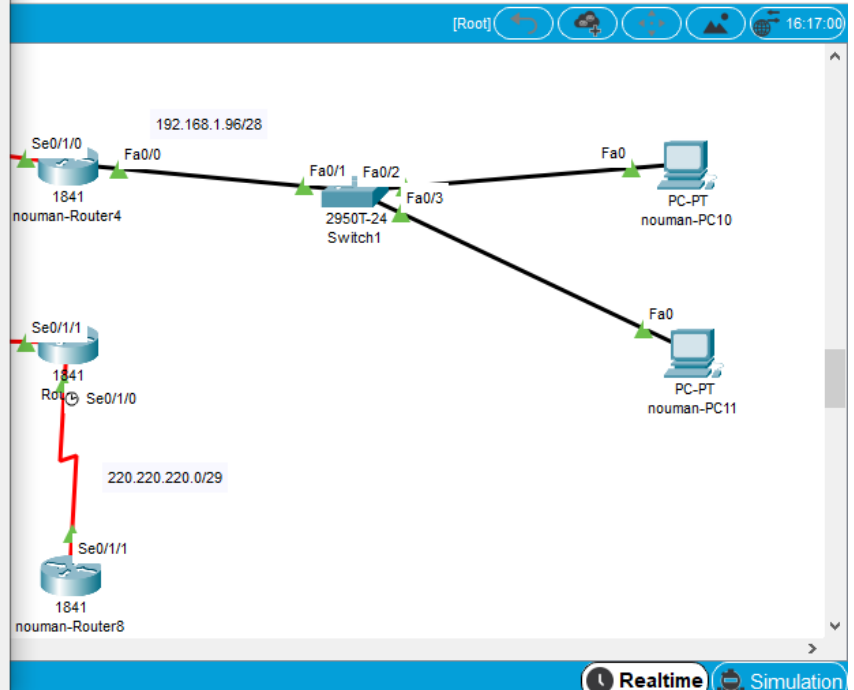 [Root]
16:17:00
192.168.1.96/28
Se0/1/0
Fa0/0
1841
nouman-Router4
Fa0/1
Fa0/2
Fa0/3
2950T-24
Switch1
Fa0
PC-PT
nouman-PC10
Fa0
PC-PT
nouman-PC11
Se0/1/1
1841
Se0/1/0
220.220.220.0/29
Se0/1/1
1841
nouman-Router8
Realtime
Simulation